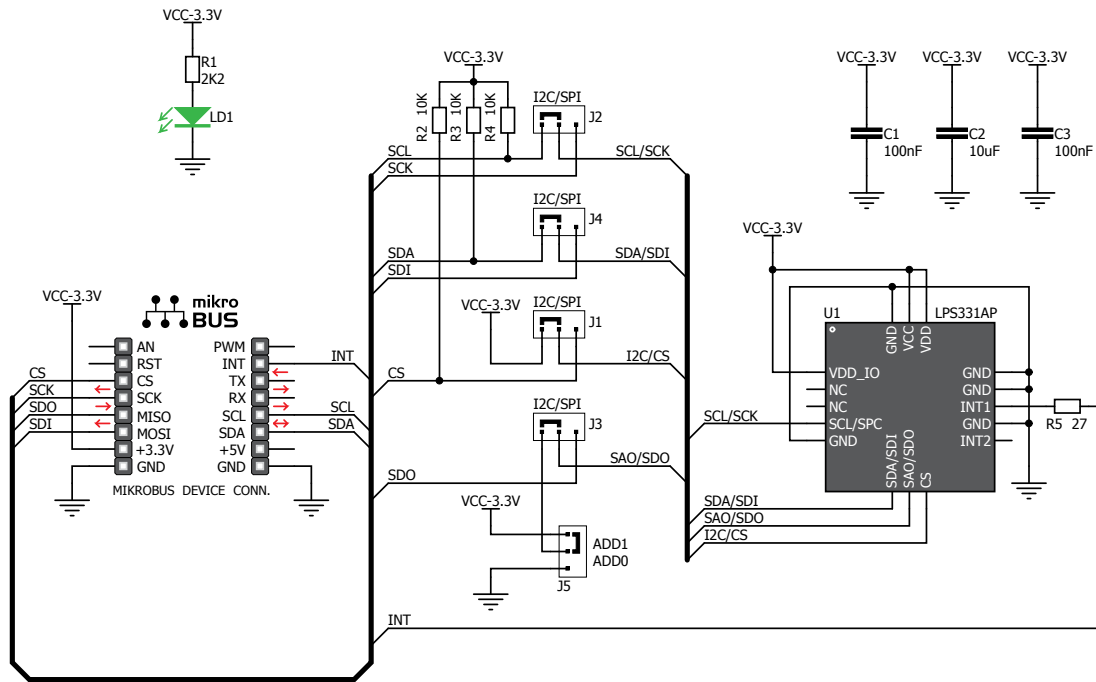 VCC-3.3V
R1
2K2
LD1
VCC-3.3V
R2 10K
R3 10K
R4 10K
I2C/SPI
J2
SCL
SCK
SCL/SCK
I2C/SPI
J4
SDA
SDI
SDA/SDI
VCC-3.3V
I2C/SPI
J1
CS
I2C/CS
I2C/SPI
J3
SDO
SAO/SDO
VCC-3.3V
ADD1
ADD0
J5
INT
VCC-3.3V
C1
100nF
VCC-3.3V
C2
10uF
VCC-3.3V
C3
100nF
VCC-3.3V
mikro
BUS
AN
RST
CS
SCK
MISO
MOSI
+3.3V
GND
PWM
INT
TX
RX
SCL
SDA
+5V
GND
CS
SCK
SDO
SDI
INT
SCL
SDA
MIKROBUS DEVICE CONN.
VCC-3.3V
U1
LPS331AP
GND
VCC
VDD
VDD_IO
NC
NC
SCL/SPC
GND
GND
GND
INT1
GND
INT2
SDA/SDI
SAO/SDO
CS
R5 27
SCL/SCK
SDA/SDI
SAO/SDO
I2C/CS